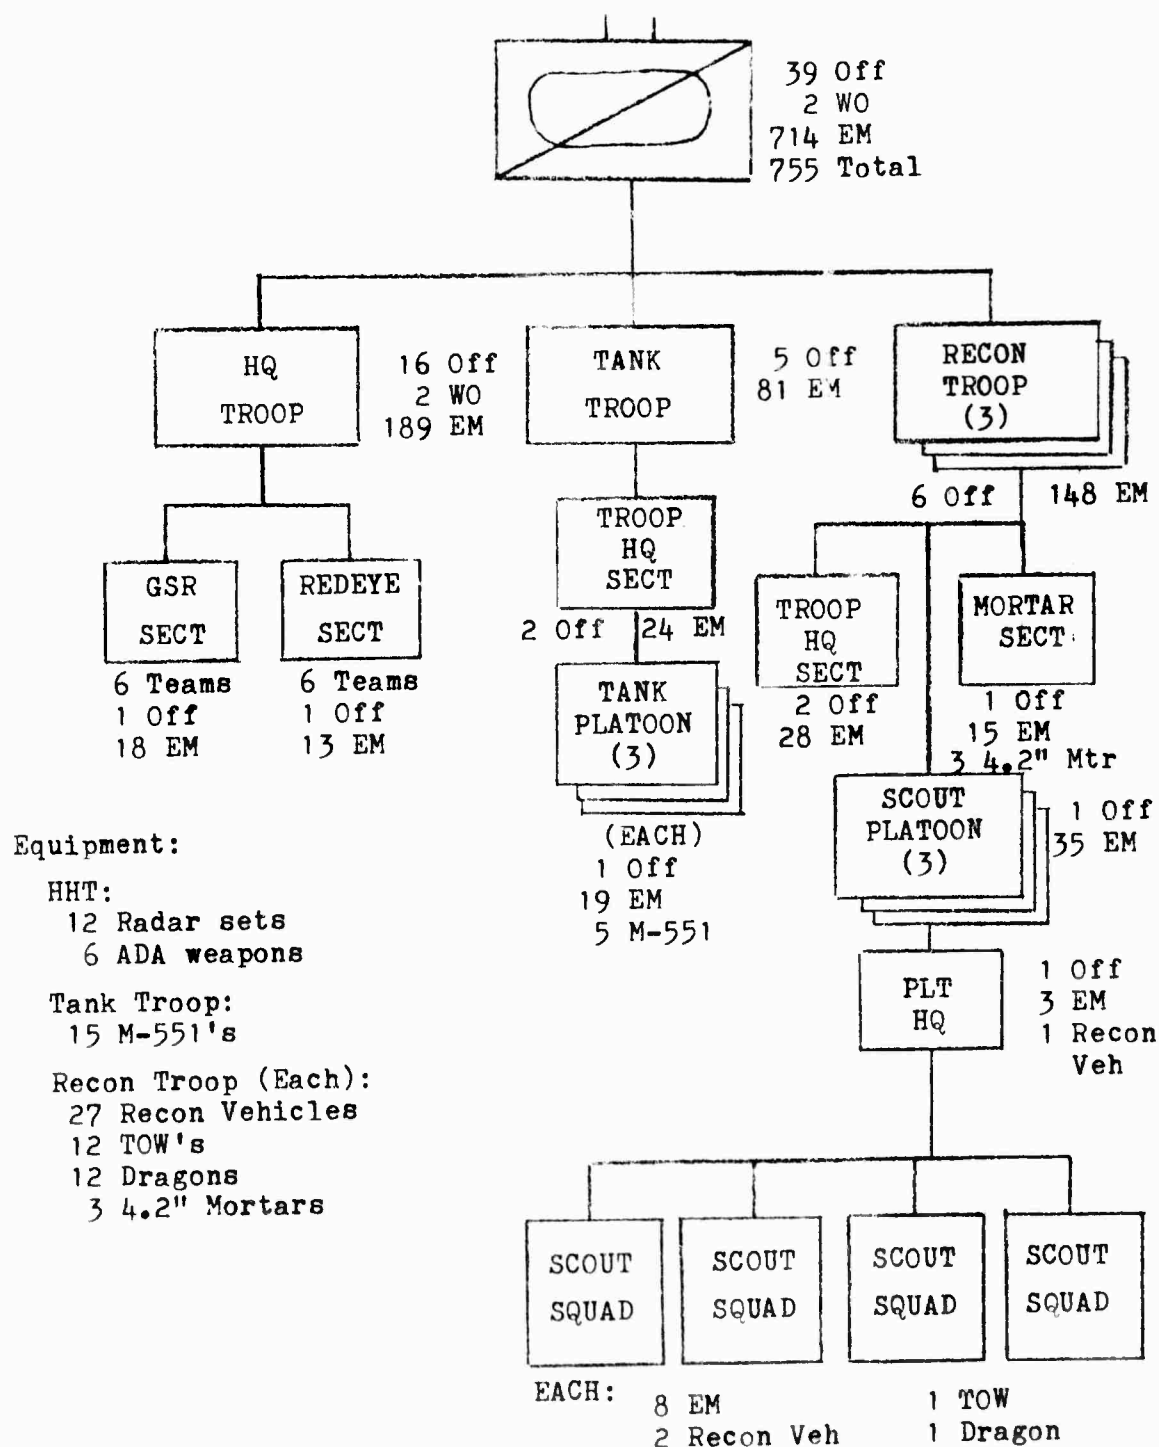 39 Off
2 WO
714 EM
755 Total
HQ
TROOP
16 Off
2 WO
189 EM
TANK
TROOP
5 Off
81 EM
RECON
TROOP
(3)
6 Off 148 EM
GSR
SECT
6 Teams
1 Off
18 EM
REDEYE
SECT
6 Teams
1 Off
13 EM
TROOP
HQ
SECT
2 Off 24 EM
TANK
PLATOON
(3)
(EACH)
1 Off
19 EM
5 M-551
TROOP
HQ
SECT
2 Off
28 EM
MORTAR
SECT
1 Off
15 EM
3 4.2" Mtr
SCOUT
PLATOON
(3)
1 Off
35 EM
PLT
HQ
1 Off
3 EM
1 Recon
Veh
SCOUT
SQUAD
SCOUT
SQUAD
SCOUT
SQUAD
SCOUT
SQUAD
EACH:
8 EM
2 Recon Veh
1 TOW
1 Dragon
Equipment:
HHT:
12 Radar sets
6 ADA weapons
Tank Troop:
15 M-551's
Recon Troop (Each):
27 Recon Vehicles
12 TOW's
12 Dragons
3 4.2" Mortars